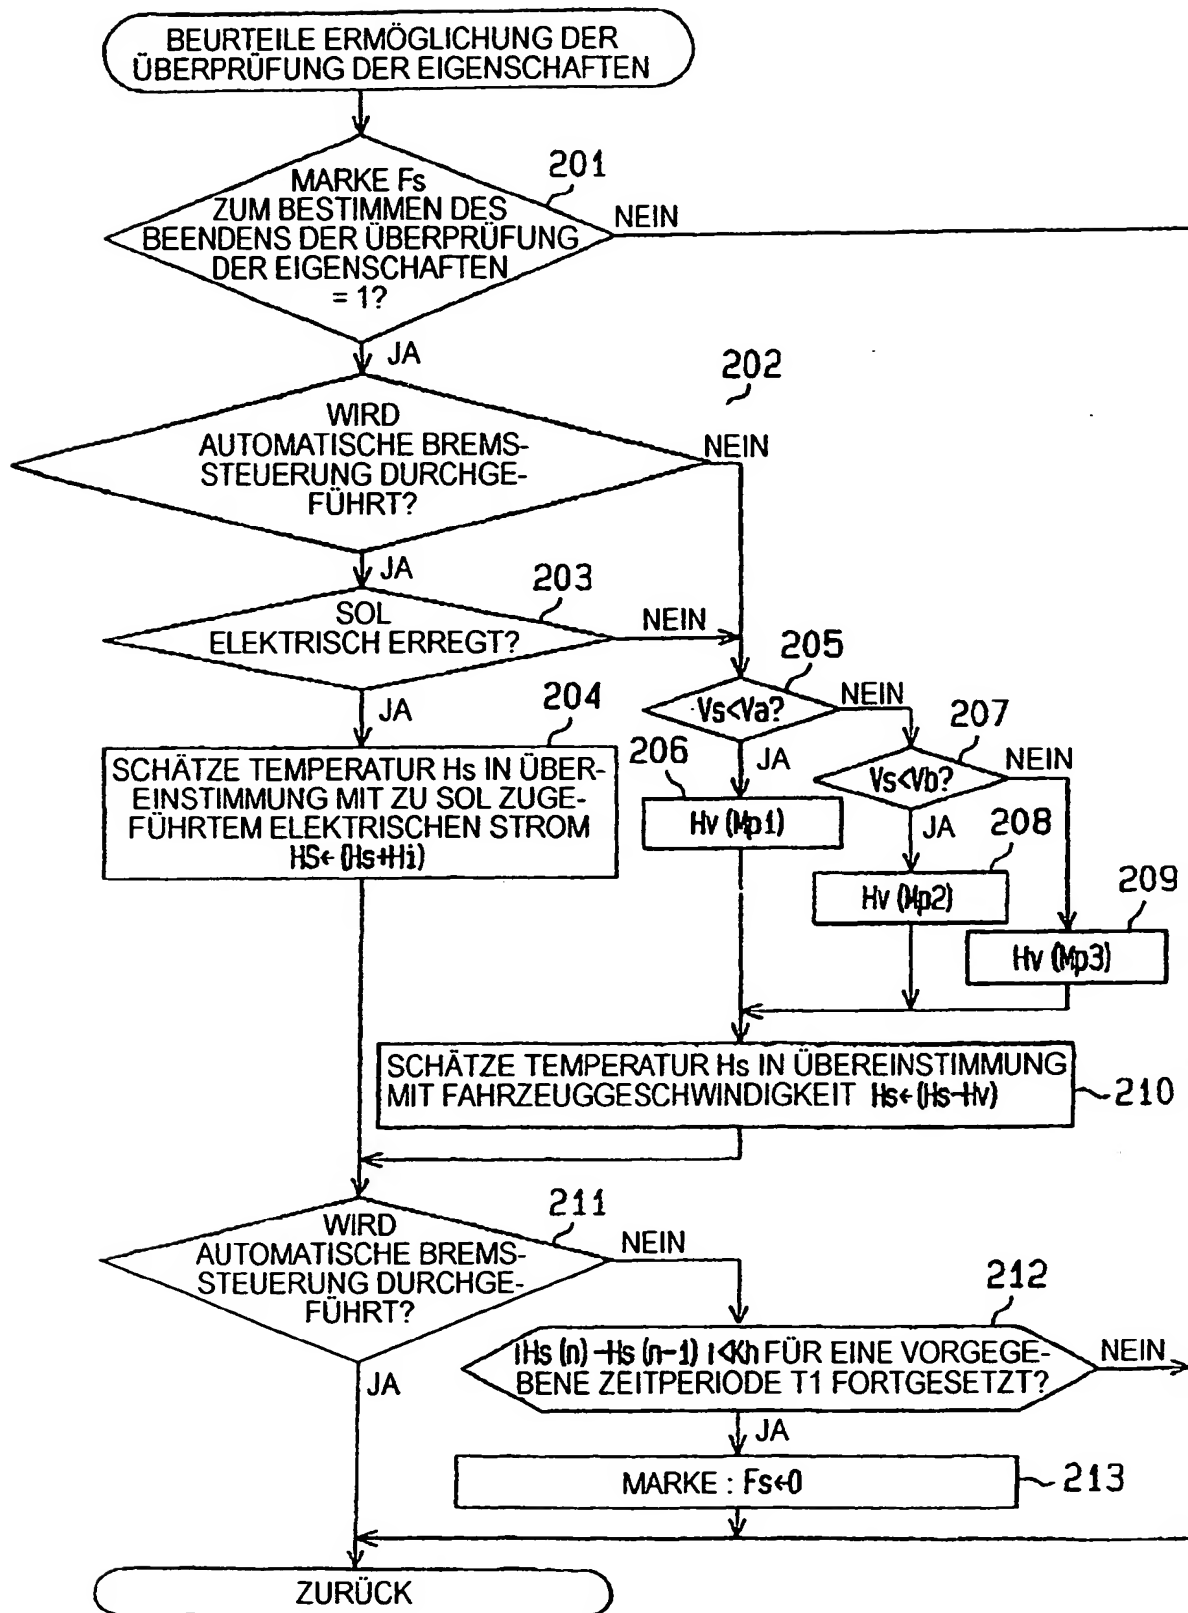 BEURTEILE ERMÖGLICHUNG DER
ÜBERPRÜFUNG DER EIGENSCHAFTEN
201
MARKE Fs
ZUM BESTIMMEN DES
BEENDENS DER ÜBERPRÜFUNG
DER EIGENSCHAFTEN
= 1?
NEIN
JA
202
WIRD
AUTOMATISCHE BREMS-
STEUERUNG DURCHGE-
FÜHRT?
NEIN
JA
203
SOL
ELEKTRISCH ERREGT?
NEIN
JA
204
SCHÄTZE TEMPERATUR Hs IN ÜBER-
EINSTIMMUNG MIT ZU SOL ZUGE-
FÜHRTEM ELEKTRISCHEN STROM
HS←(Hs+Hi)
205
Vs<Va?
NEIN
JA
206
Hv (Mp1)
207
Vs<Vb?
NEIN
JA
208
Hv (Mp2)
209
Hv (Mp3)
SCHÄTZE TEMPERATUR Hs IN ÜBEREINSTIMMUNG
MIT FAHRZEUGGESCHWINDIGKEIT Hs←(Hs-Hv)
210
211
WIRD
AUTOMATISCHE BREMS-
STEUERUNG DURCHGE-
FÜHRT?
NEIN
JA
212
|Hs (n) -Hs (n-1) |<Kh FÜR EINE VORGEGE-
BENE ZEITPERIODE T1 FORTGESETZT?
NEIN
JA
MARKE : Fs←0
213
ZURÜCK